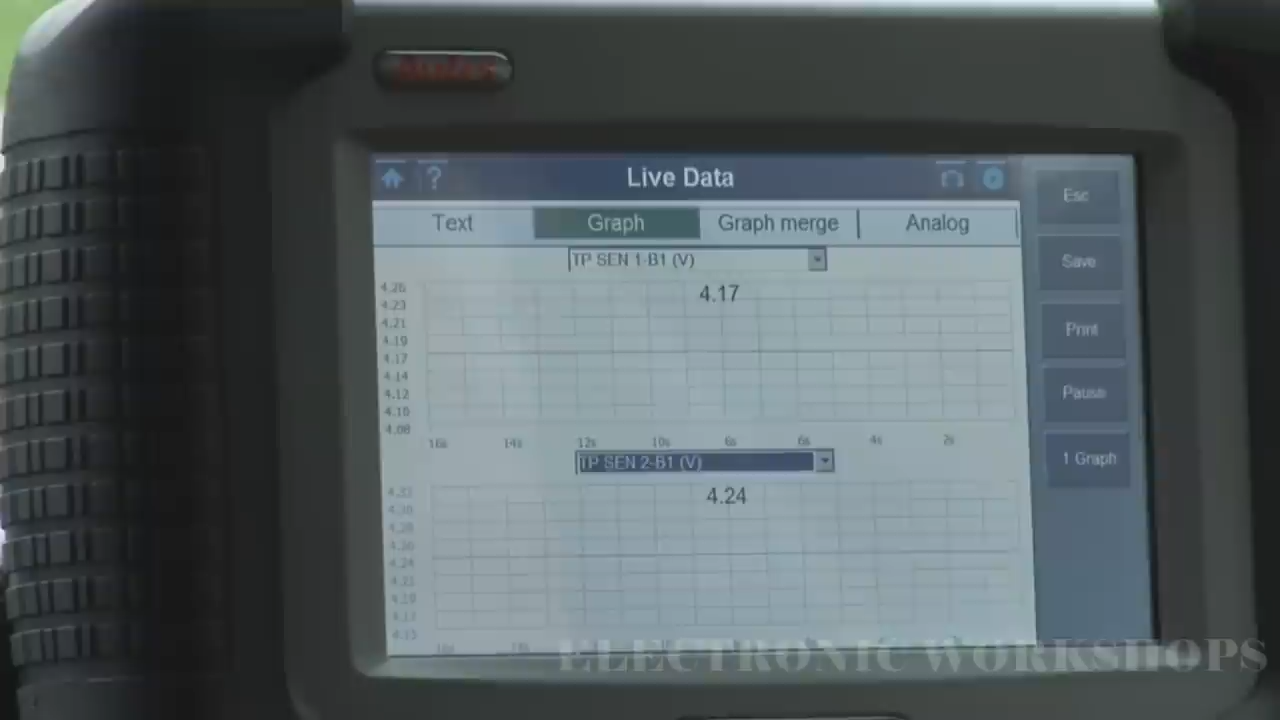 Live Data
Text Graph Graph merge Analog
TP SEN 1-B1 (V)
4.17
4.26
4.23
4.21
4.19
4.17
4.14
4.12
4.10
4.08
16s 14s 12s 10s 8s 6s 4s 2s
TP SEN 2-B1 (V)
4.24
Esc
Save
Print
Pause
1 Graph
ELECTRONIC WORKSHOPS